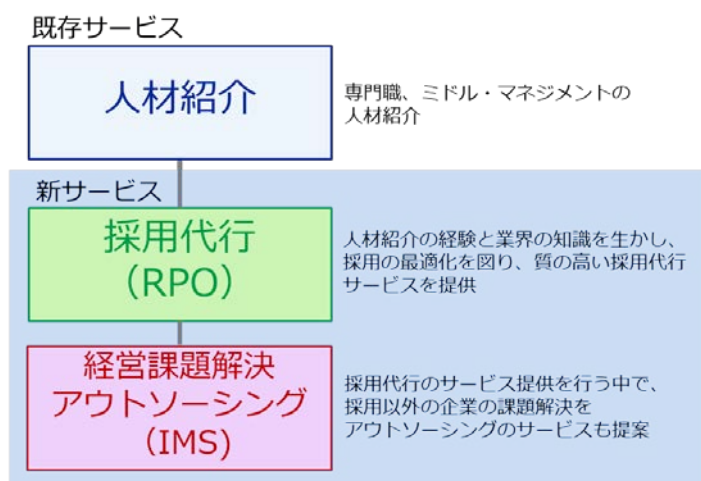 既存サービス
人材紹介
専門職、ミドル・マネジメントの
人材紹介
新サービス
採用代行
（RPO）
人材紹介の経験と業界の知識を生かし、
採用の最適化を図り、質の高い採用代行
サービスを提供
経営課題解決
アウトソーシング
(IMS)
採用代行のサービス提供を行う中で、
採用以外の企業の課題解決を
アウトソーシングのサービスも提案